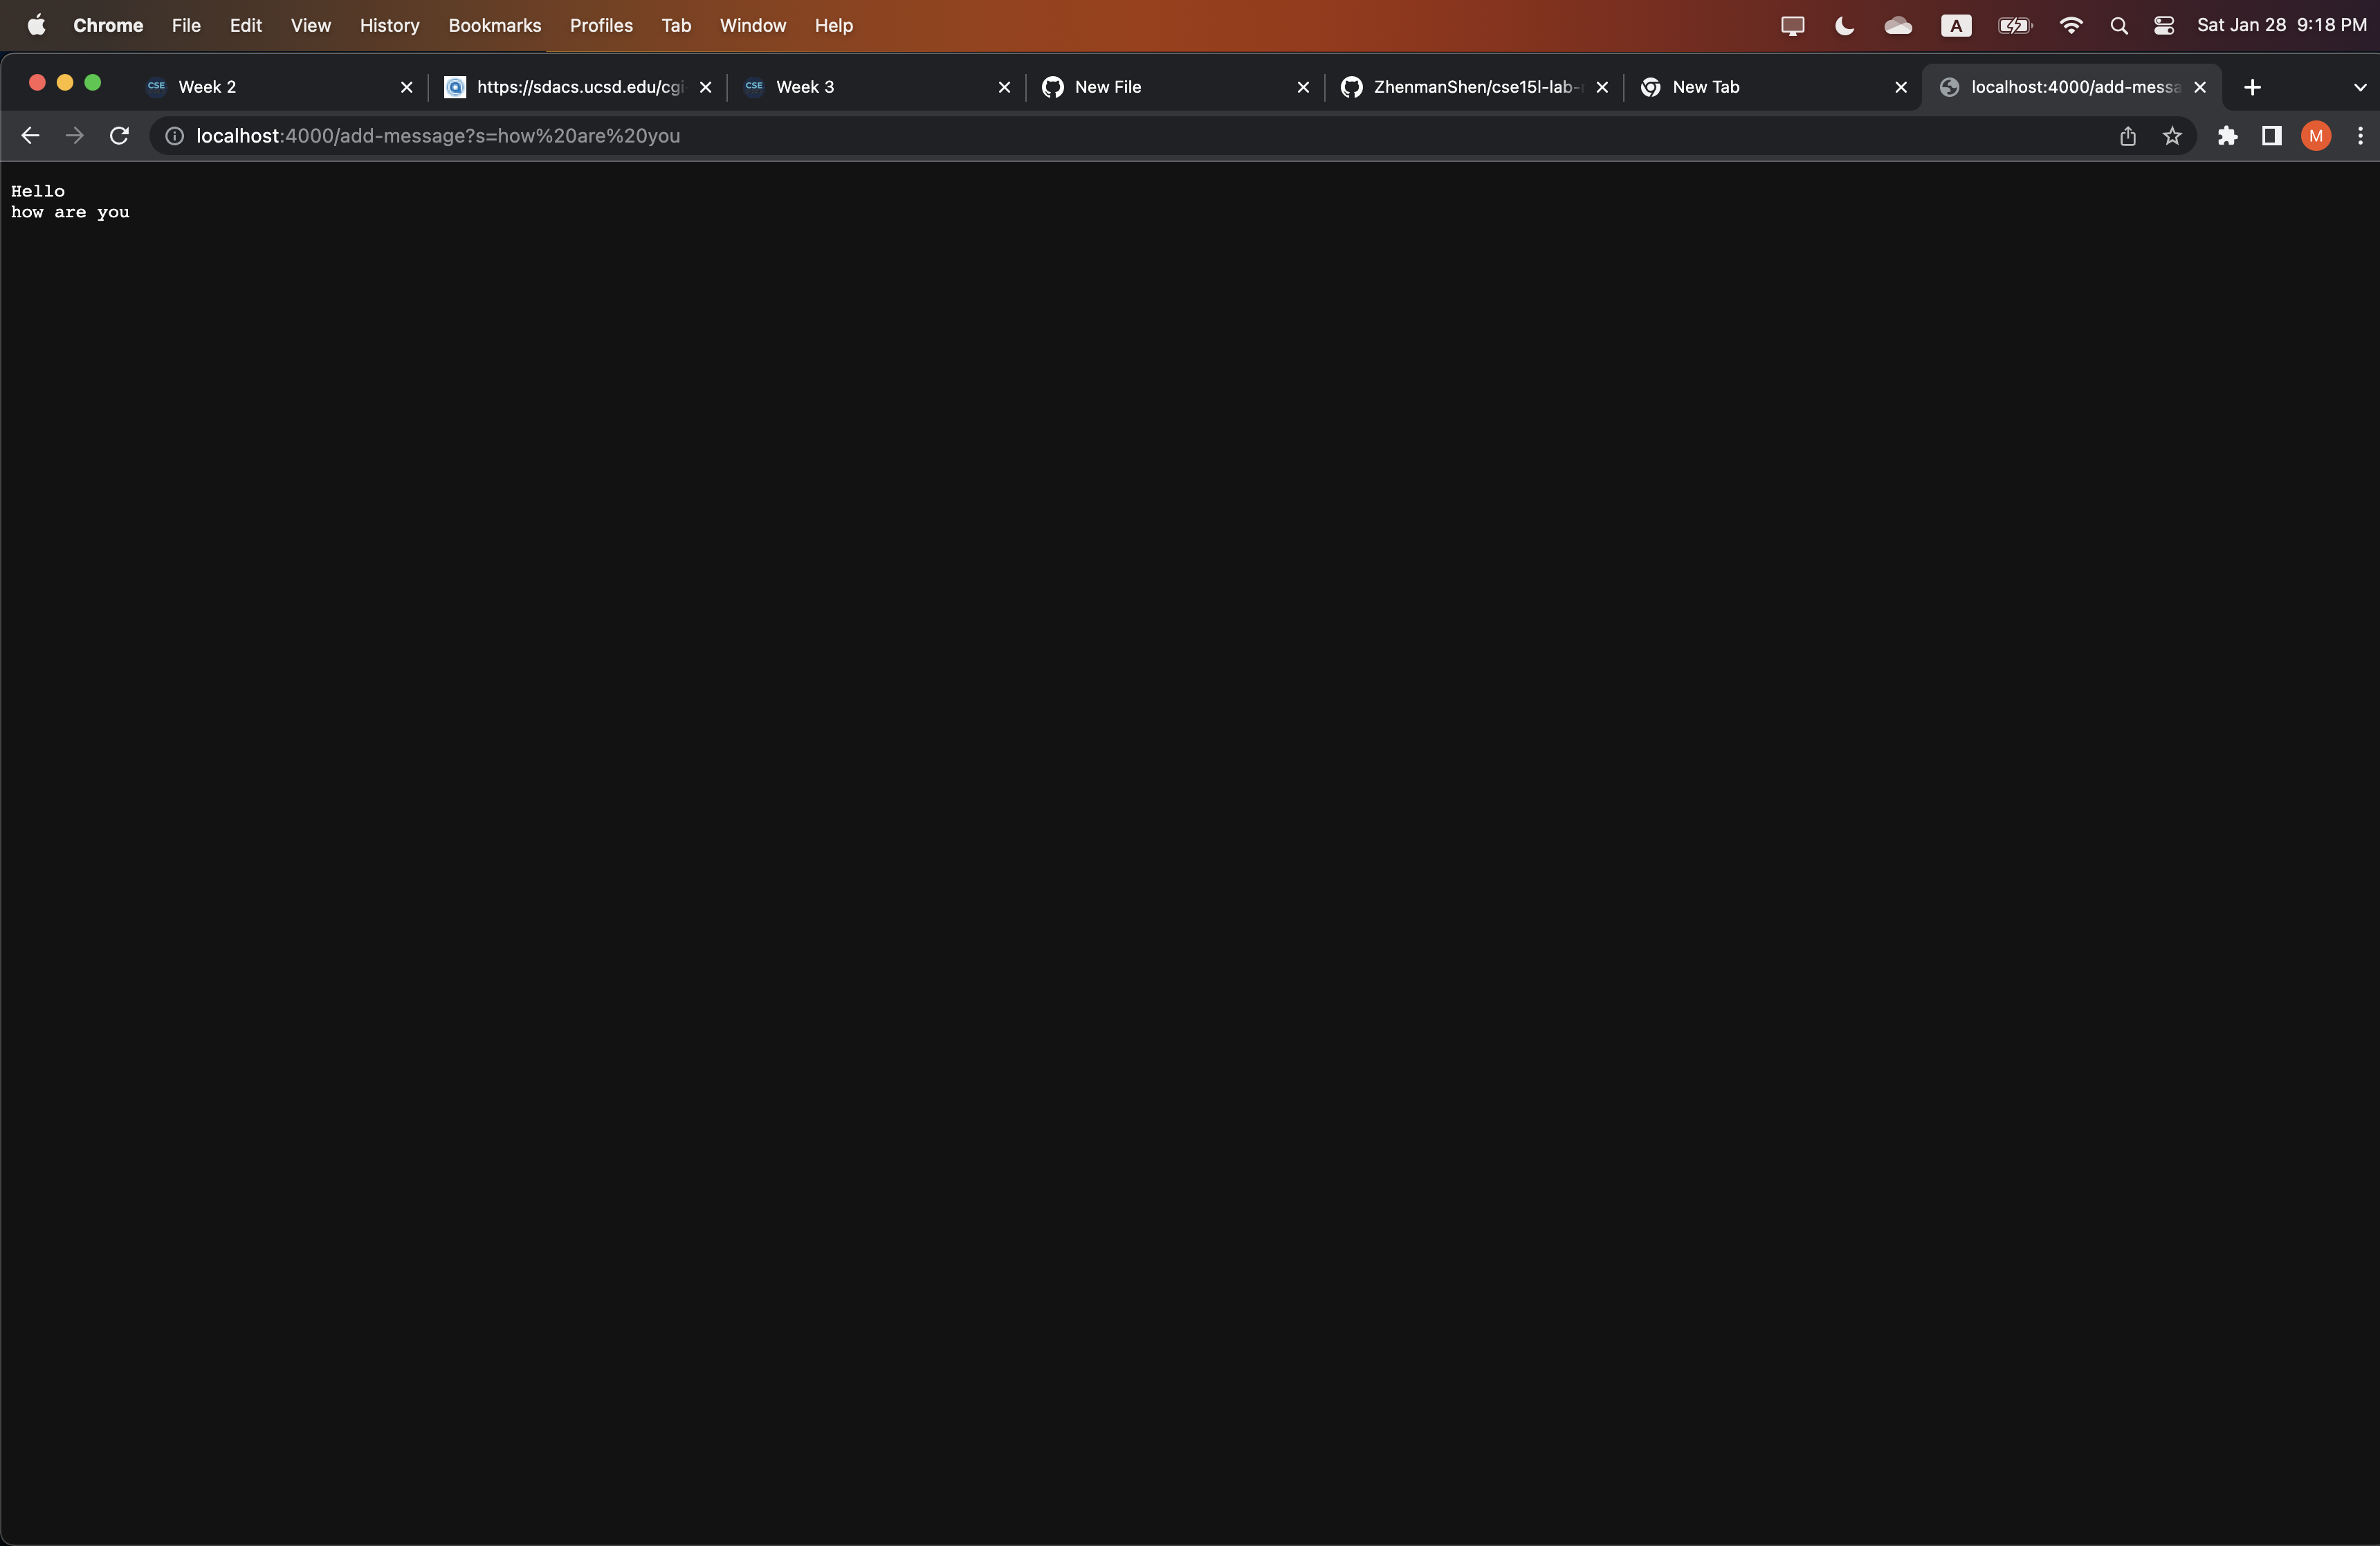 Chrome File Edit View History Bookmarks Profiles Tab Window Help A Sat Jan 28 9:18 PM
CSE Week 2 https://sdacs.ucsd.edu/cgi CSE Week 3 New File ZhenmanShen/cse15l-lab- New Tab localhost:4000/add-messa
localhost:4000/add-message?s=how%20are%20you M
Hello
how are you